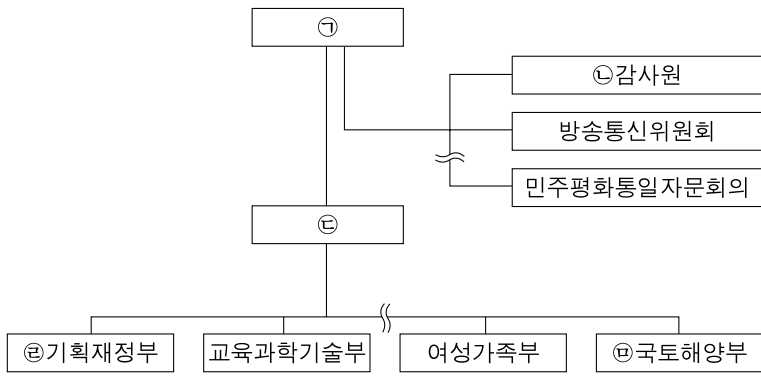 ㉠
㉡감사원
방송통신위원회
민주평화통일자문회의
㉢
㉣기획재정부
교육과학기술부
여성가족부
㉤국토해양부